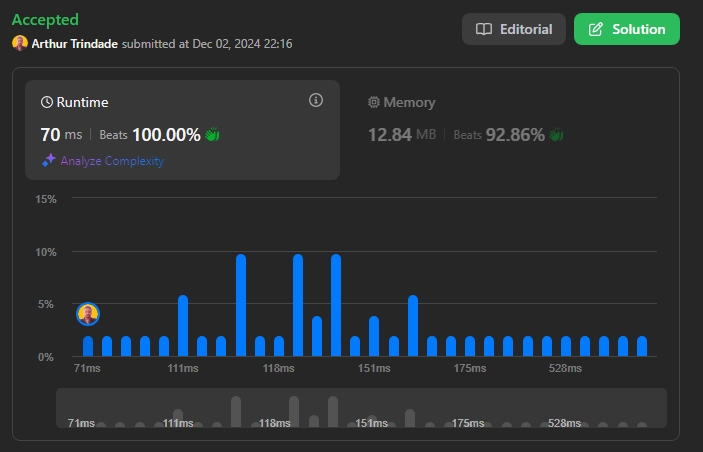 Accepted
Arthur Trindade submitted at Dec 02, 2024 22:16
Editorial
Solution
Runtime
70 ms | Beats 100.00%
Analyze Complexity
Memory
12.84 MB | Beats 92.86%
15%
10%
5%
0%
71ms 111ms 118ms 151ms 175ms 528ms
71ms 111ms 118ms 151ms 175ms 528ms